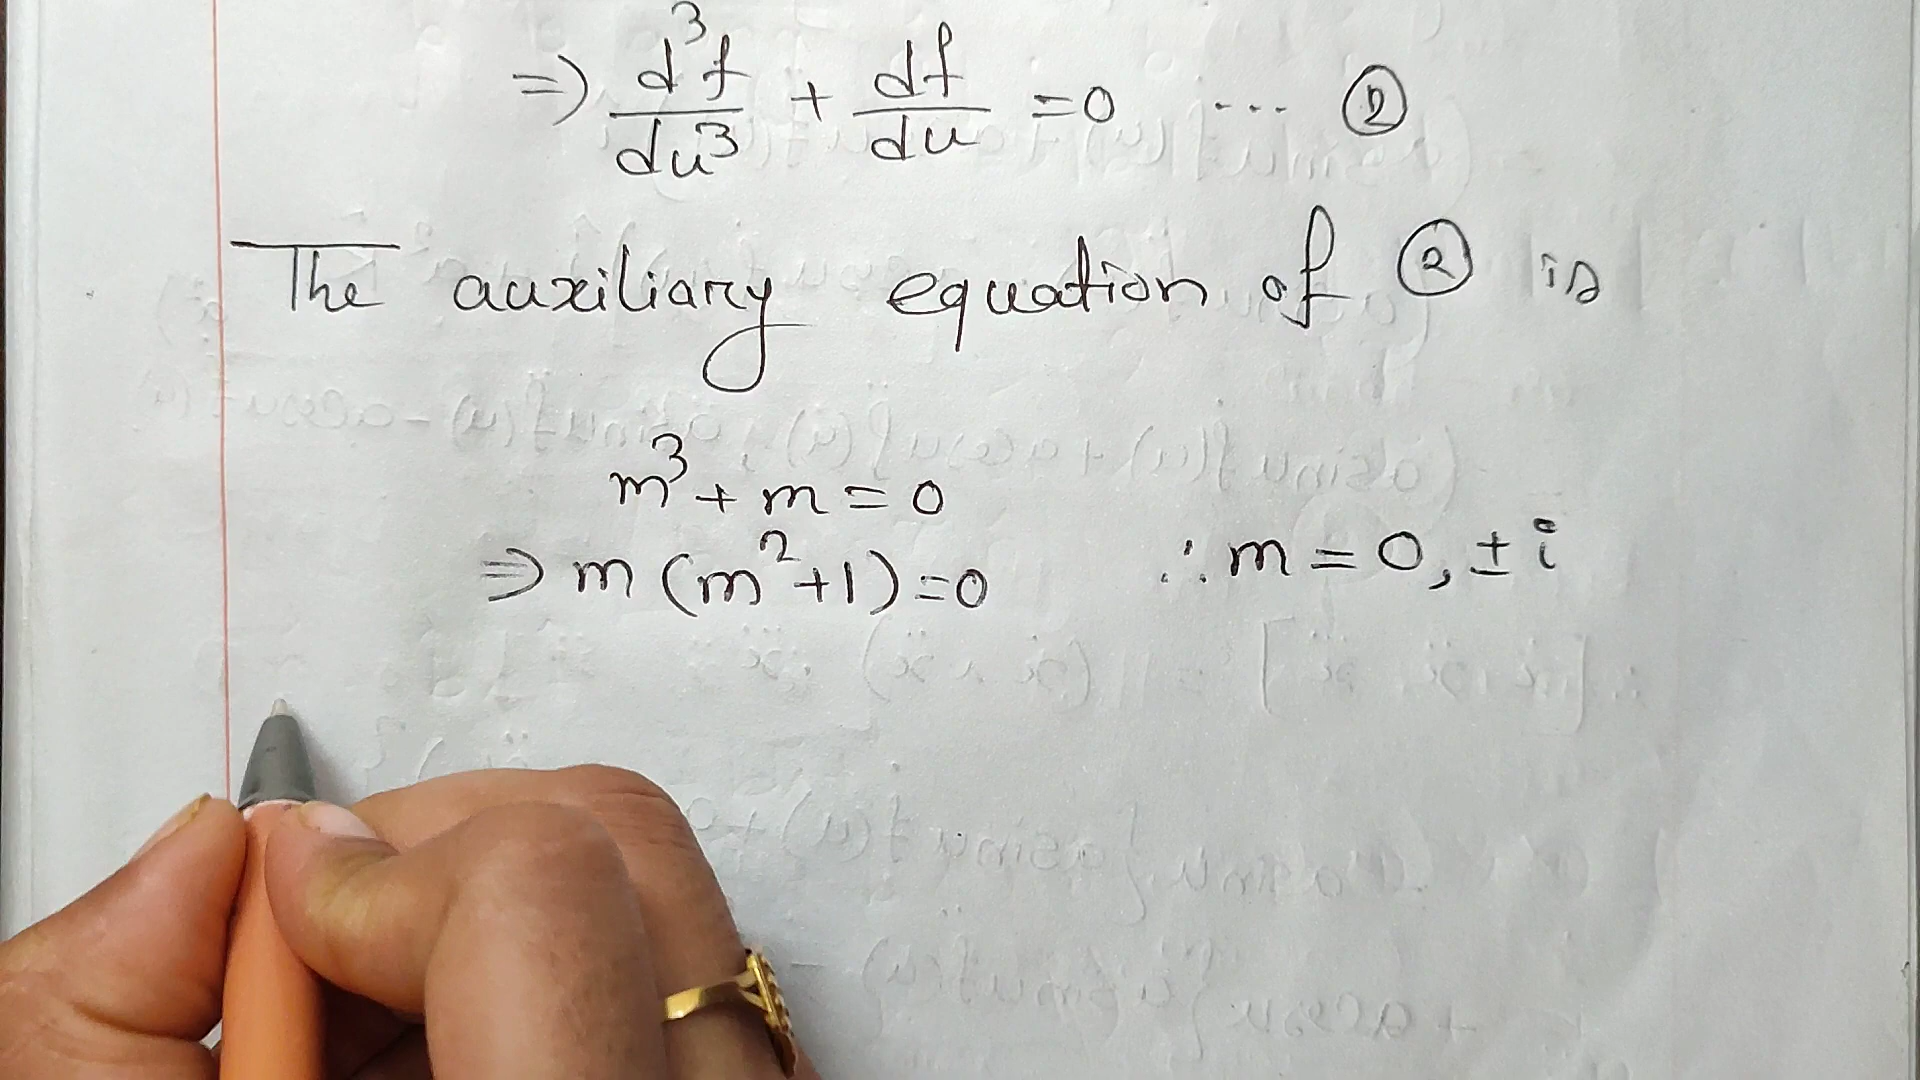 ⇒ d³f/du³ + df/du = 0 ... ②
The auxiliary equation of ② is
m³ + m = 0
⇒ m (m² + 1) = 0 ∴ m = 0, ± i